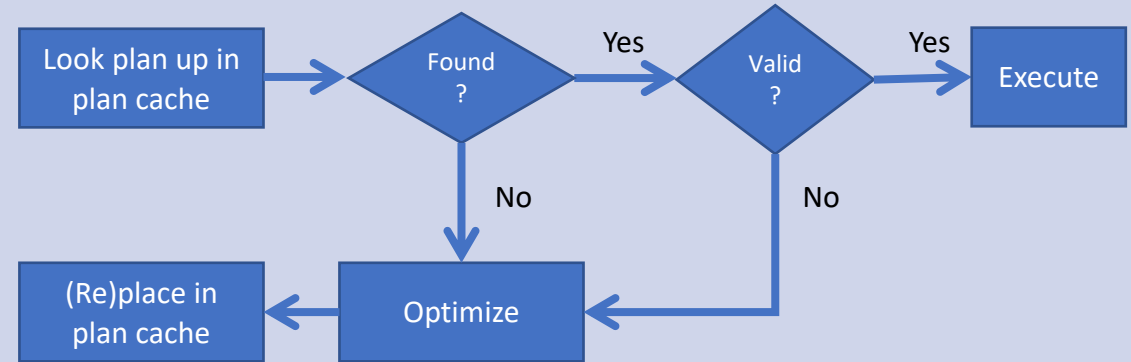 Look plan up in
plan cache
Found
?
Yes
Valid
?
Yes
Execute
No
No
(Re)place in
plan cache
Optimize